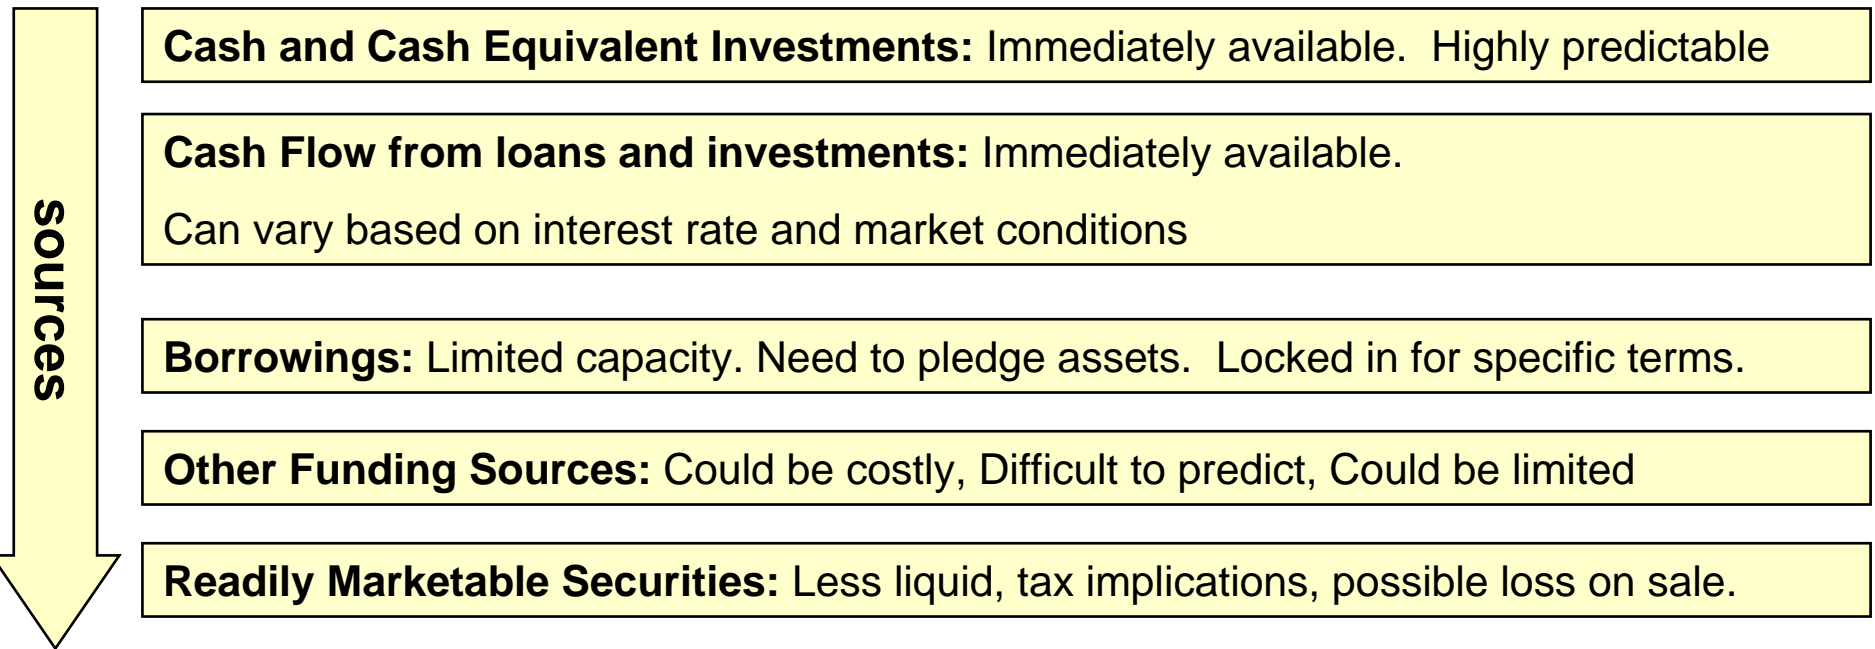 sources
Cash and Cash Equivalent Investments: Immediately available.  Highly predictable
Cash Flow from loans and investments: Immediately available.
Can vary based on interest rate and market conditions
Borrowings: Limited capacity. Need to pledge assets.  Locked in for specific terms.
Other Funding Sources: Could be costly, Difficult to predict, Could be limited
Readily Marketable Securities: Less liquid, tax implications, possible loss on sale.